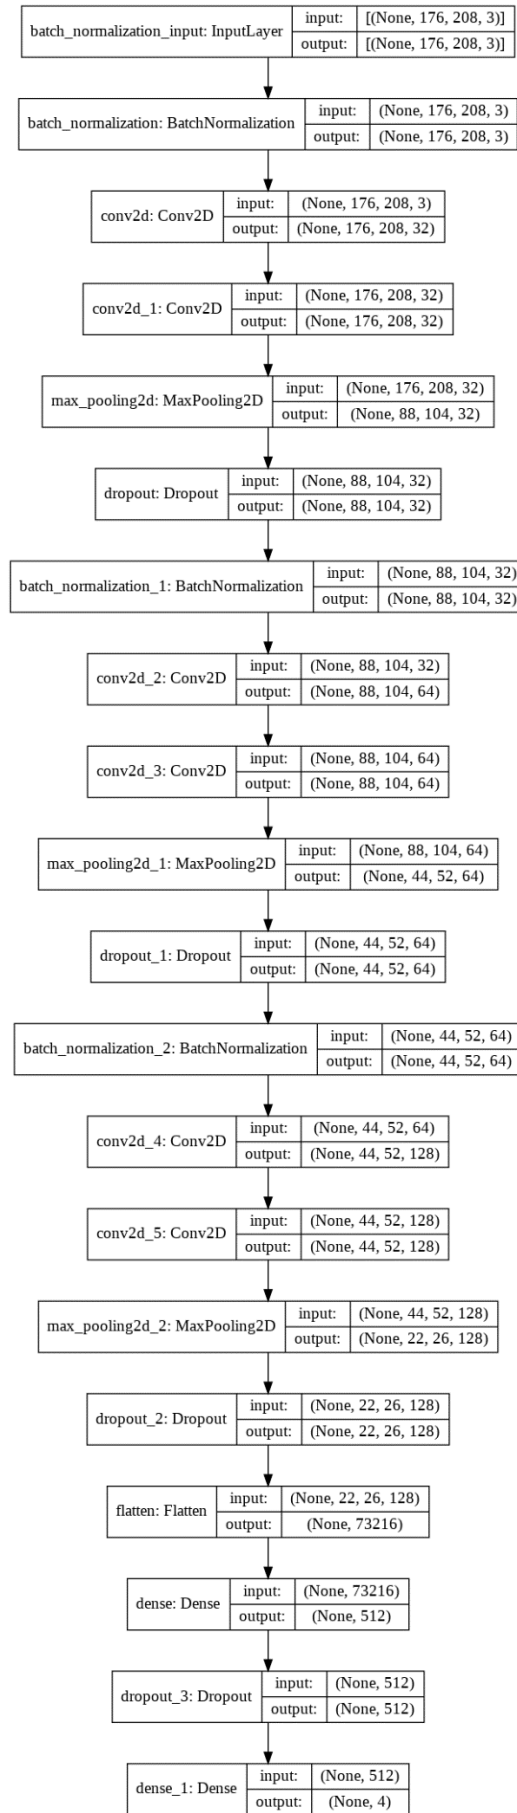 batch_normalization_input: InputLayer
input: [(None, 176, 208, 3)]
output: [(None, 176, 208, 3)]
batch_normalization: BatchNormalization
input: (None, 176, 208, 3)
output: (None, 176, 208, 3)
conv2d: Conv2D
input: (None, 176, 208, 3)
output: (None, 176, 208, 32)
conv2d_1: Conv2D
input: (None, 176, 208, 32)
output: (None, 176, 208, 32)
max_pooling2d: MaxPooling2D
input: (None, 176, 208, 32)
output: (None, 88, 104, 32)
dropout: Dropout
input: (None, 88, 104, 32)
output: (None, 88, 104, 32)
batch_normalization_1: BatchNormalization
input: (None, 88, 104, 32)
output: (None, 88, 104, 32)
conv2d_2: Conv2D
input: (None, 88, 104, 32)
output: (None, 88, 104, 64)
conv2d_3: Conv2D
input: (None, 88, 104, 64)
output: (None, 88, 104, 64)
max_pooling2d_1: MaxPooling2D
input: (None, 88, 104, 64)
output: (None, 44, 52, 64)
dropout_1: Dropout
input: (None, 44, 52, 64)
output: (None, 44, 52, 64)
batch_normalization_2: BatchNormalization
input: (None, 44, 52, 64)
output: (None, 44, 52, 64)
conv2d_4: Conv2D
input: (None, 44, 52, 64)
output: (None, 44, 52, 128)
conv2d_5: Conv2D
input: (None, 44, 52, 128)
output: (None, 44, 52, 128)
max_pooling2d_2: MaxPooling2D
input: (None, 44, 52, 128)
output: (None, 22, 26, 128)
dropout_2: Dropout
input: (None, 22, 26, 128)
output: (None, 22, 26, 128)
flatten: Flatten
input: (None, 22, 26, 128)
output: (None, 73216)
dense: Dense
input: (None, 73216)
output: (None, 512)
dropout_3: Dropout
input: (None, 512)
output: (None, 512)
dense_1: Dense
input: (None, 512)
output: (None, 4)